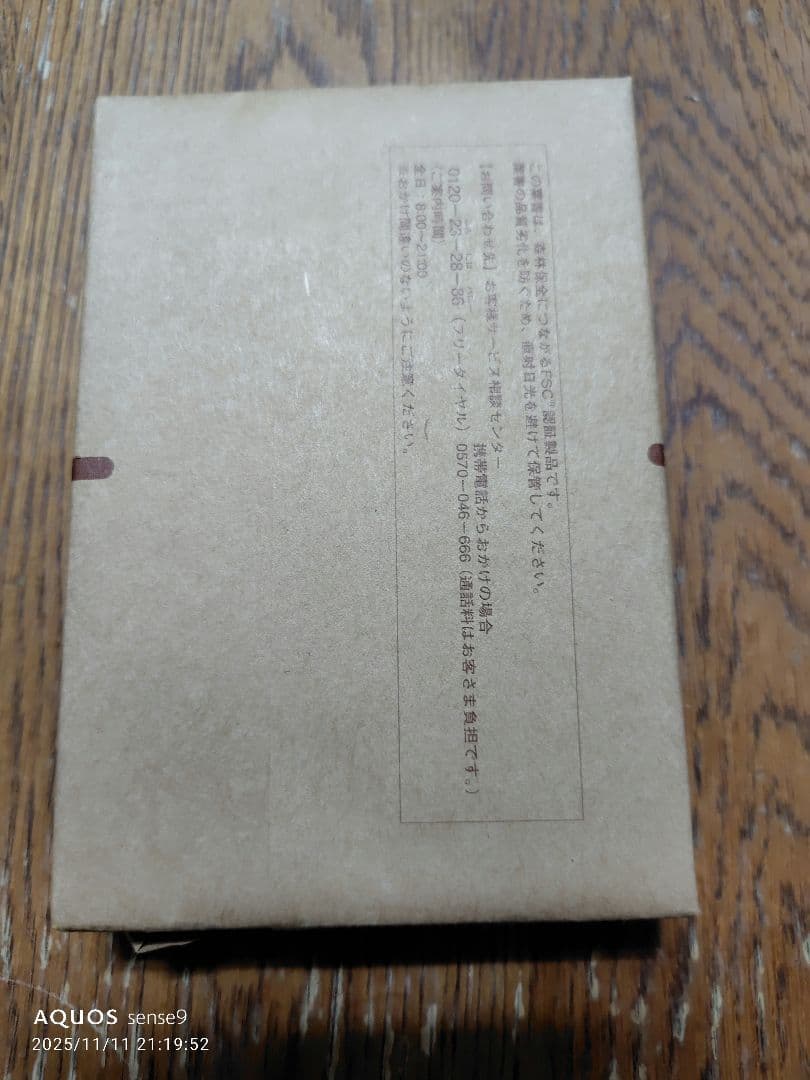 この葉書は、森林保全につながるFSC®認証製品です。
葉書の品質劣化を防ぐため、直射日光を避けて保管してください。
【お問い合わせ先】お客様サービス相談センター
携帯電話からおかけの場合
0120-23-28-86（フリーダイヤル） 0570-046-666（通話料はお客さま負担です。）
〈ご案内時間〉
全日：8:00~21:00
※おかけ間違いのないようにご注意ください。
AQUOS sense9
2025/11/11 21:19:52